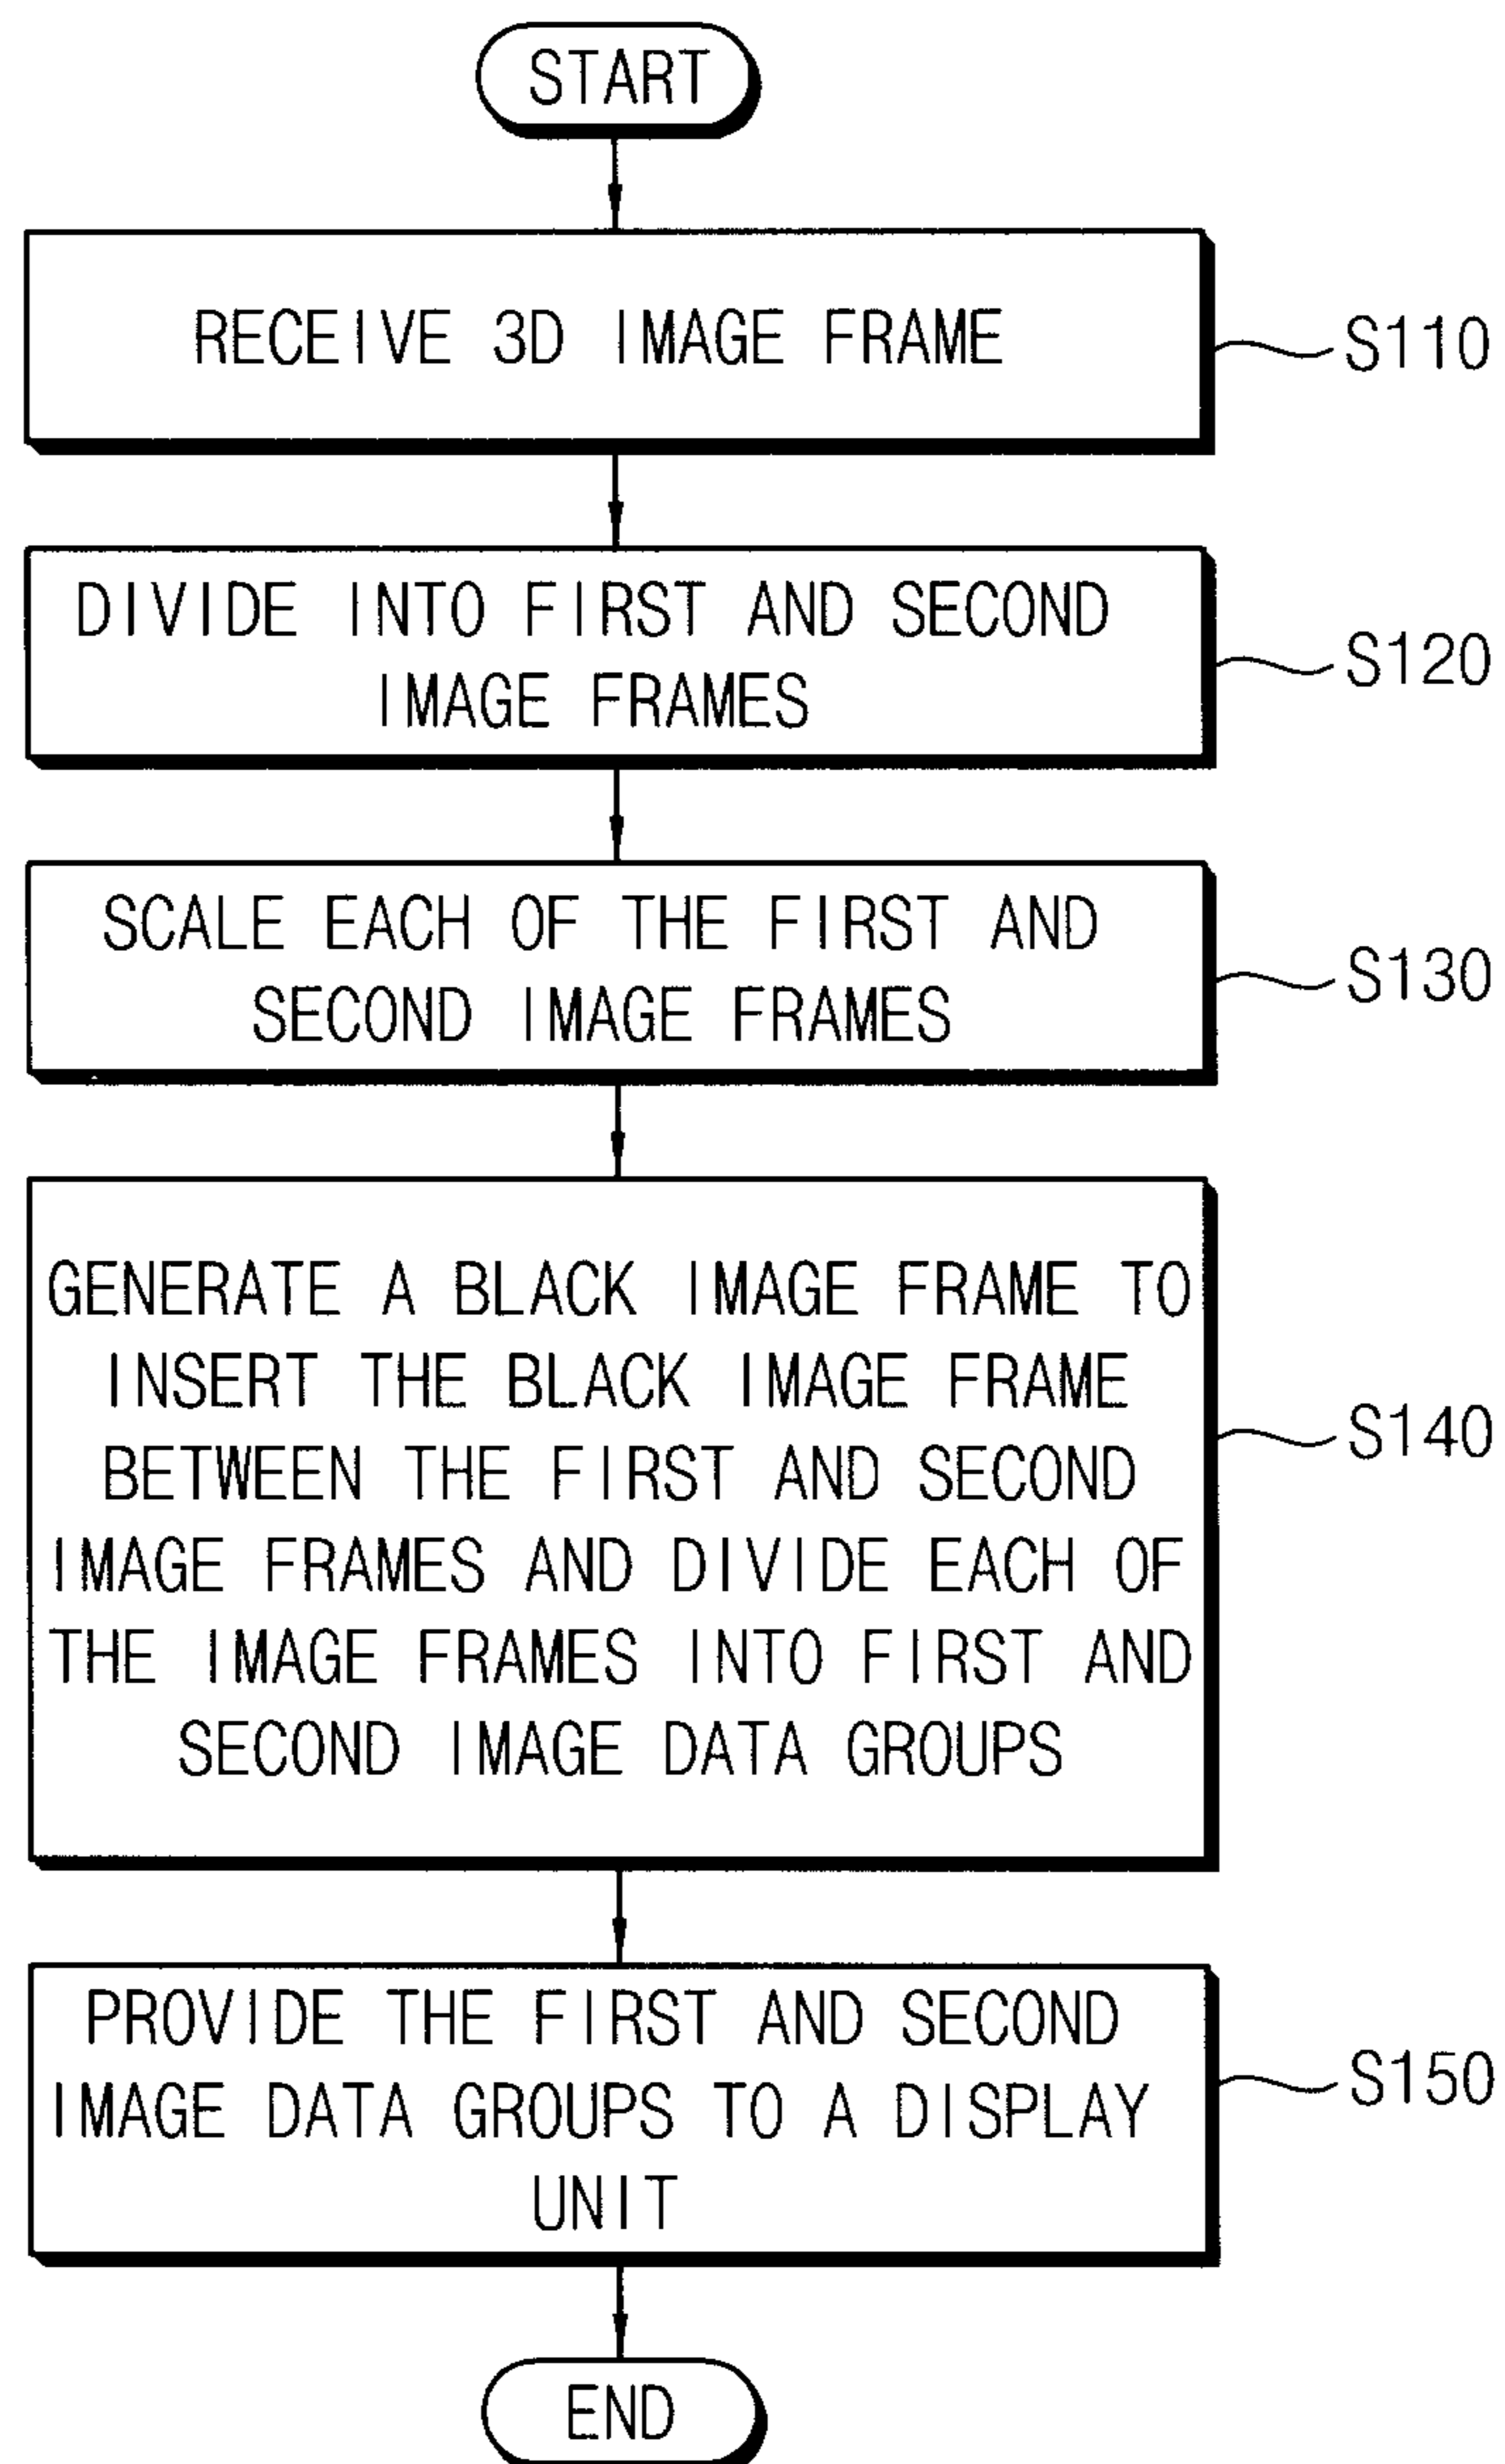 START
RECEIVE 3D IMAGE FRAME
S110
DIVIDE INTO FIRST AND SECOND
IMAGE FRAMES
S120
SCALE EACH OF THE FIRST AND
SECOND IMAGE FRAMES
S130
GENERATE A BLACK IMAGE FRAME TO
INSERT THE BLACK IMAGE FRAME
BETWEEN THE FIRST AND SECOND
IMAGE FRAMES AND DIVIDE EACH OF
THE IMAGE FRAMES INTO FIRST AND
SECOND IMAGE DATA GROUPS
S140
PROVIDE THE FIRST AND SECOND
IMAGE DATA GROUPS TO A DISPLAY
UNIT
S150
END